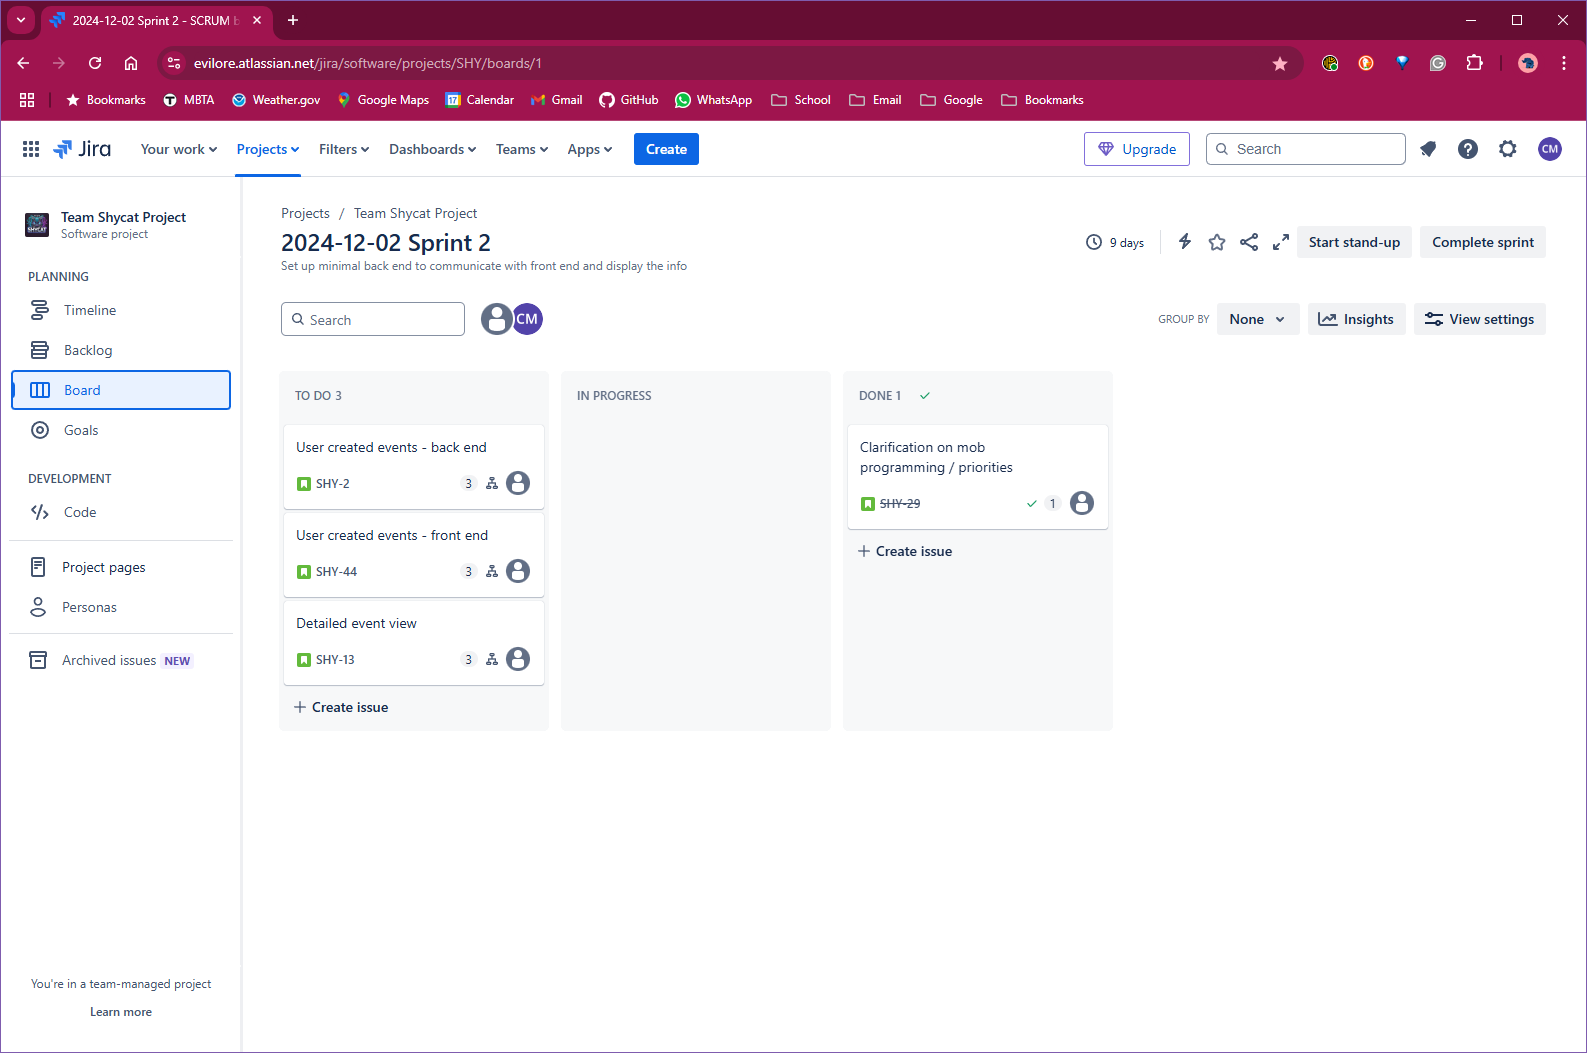 2024-12-02 Sprint 2 - SCRUM b
evilore.atlassian.net/jira/software/projects/SHY/boards/1
Bookmarks MBTA Weather.gov Google Maps Calendar Gmail GitHub WhatsApp School Email Google Bookmarks
Jira Your work Projects Filters Dashboards Teams Apps Create Upgrade Search CM
Team Shycat Project
Software project
PLANNING
Timeline
Backlog
Board
Goals
DEVELOPMENT
Code
Project pages
Personas
Archived issues NEW
You're in a team-managed project
Learn more
Projects / Team Shycat Project
2024-12-02 Sprint 2
Set up minimal back end to communicate with front end and display the info
9 days Start stand-up Complete sprint
Search CM GROUP BY None Insights View settings
TO DO 3
User created events - back end
SHY-2 3
User created events - front end
SHY-44 3
Detailed event view
SHY-13 3
+ Create issue
IN PROGRESS
DONE 1
Clarification on mob
programming / priorities
SHY-29 1
+ Create issue